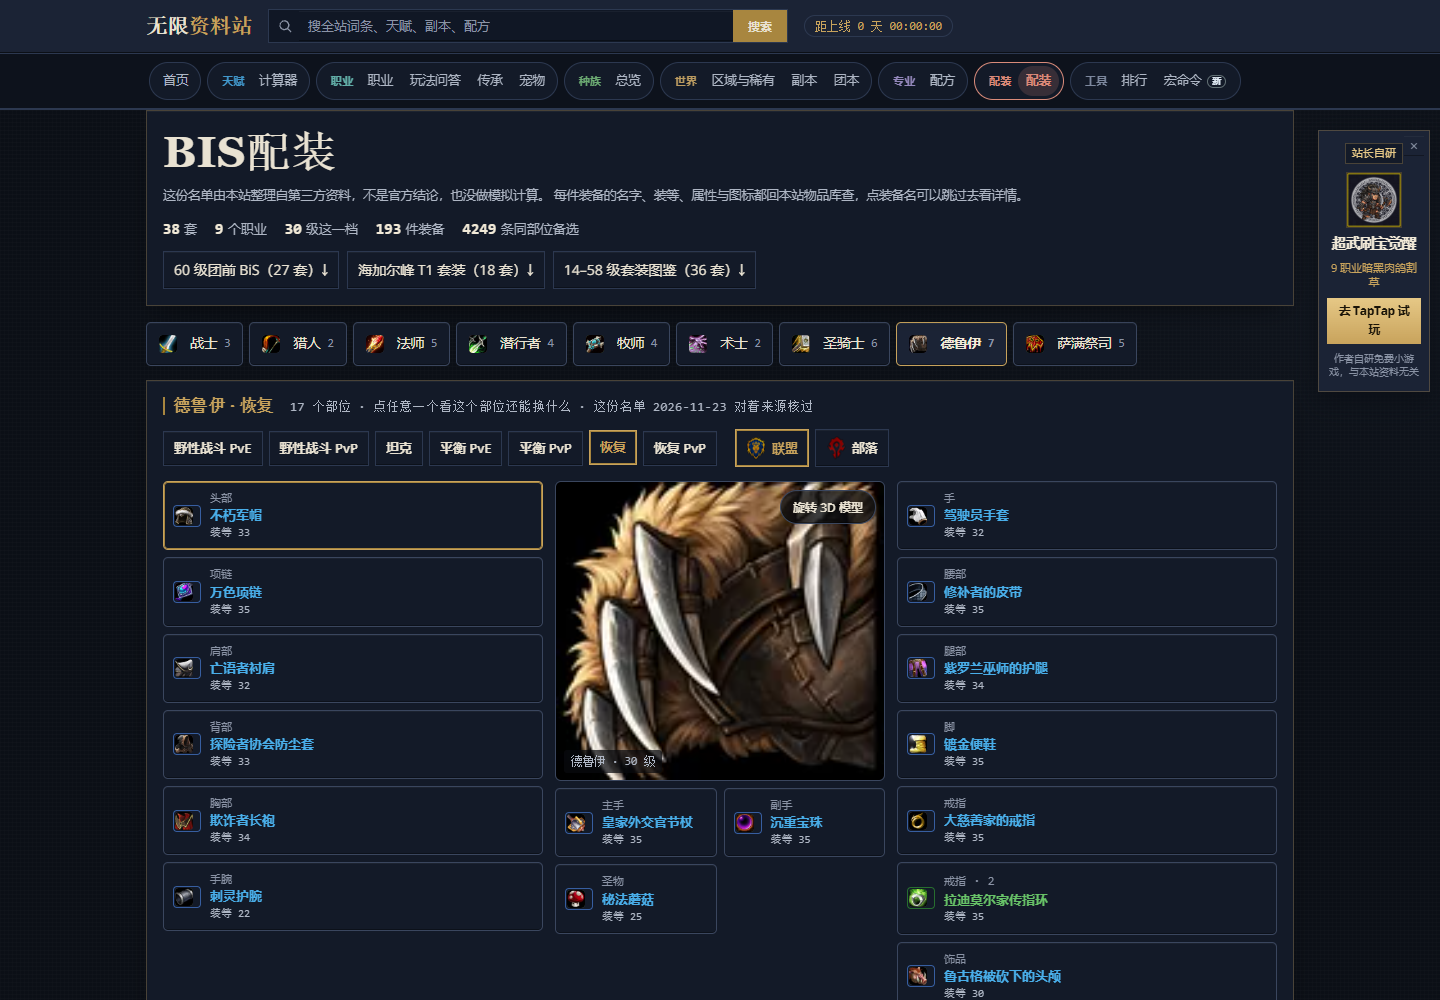 无限资料站
搜全站词条、天赋、副本、配方
搜索
距上线 0 天 00:00:00
首页
天赋 计算器
职业 职业 玩法问答 传承 宠物
种族 总览
世界 区域与稀有 副本 团本
专业 配方
配装 配装
工具 排行 宏命令 新
BIS配装
这份名单由本站整理自第三方资料，不是官方结论，也没做模拟计算。 每件装备的名字、装等、属性与图标都回本站物品库查，点装备名可以跳过去看详情。
38 套 9 个职业 30 级这一档 193 件装备 4249 条同部位备选
60 级团前 BiS（27 套）↓
海加尔峰 T1 套装（18 套）↓
14–58 级套装图鉴（36 套）↓
战士 3
猎人 2
法师 5
潜行者 4
牧师 4
术士 2
圣骑士 6
德鲁伊 7
萨满祭司 5
德鲁伊 · 恢复
17 个部位 · 点任意一个看这个部位还能换什么 · 这份名单 2026-11-23 对着来源核过
野性战斗 PvE
野性战斗 PvP
坦克
平衡 PvE
平衡 PvP
恢复
恢复 PvP
联盟
部落
头部
不朽军帽
装等 33
项链
万色项链
装等 35
肩部
亡语者衬肩
装等 32
背部
探险者协会防尘套
装等 33
胸部
欺诈者长袍
装等 34
手腕
刺灵护腕
装等 22
旋转 3D 模型
德鲁伊 · 30 级
主手
皇家外交官节杖
装等 35
副手
沉重宝珠
装等 35
圣物
秘法蘑菇
装等 25
手
驾驶员手套
装等 32
腰部
修补者的皮带
装等 35
腿部
紫罗兰巫师的护腿
装等 34
脚
镀金便鞋
装等 35
戒指
大慈善家的戒指
装等 35
戒指 · 2
拉迪莫尔家传指环
装等 35
饰品
鲁古格被砍下的头颅
装等 30
站长自研
×
超武刷宝觉醒
9 职业暗黑肉鸽割
草
去 TapTap 试
玩
作者自研免费小游
戏，与本站资料无关